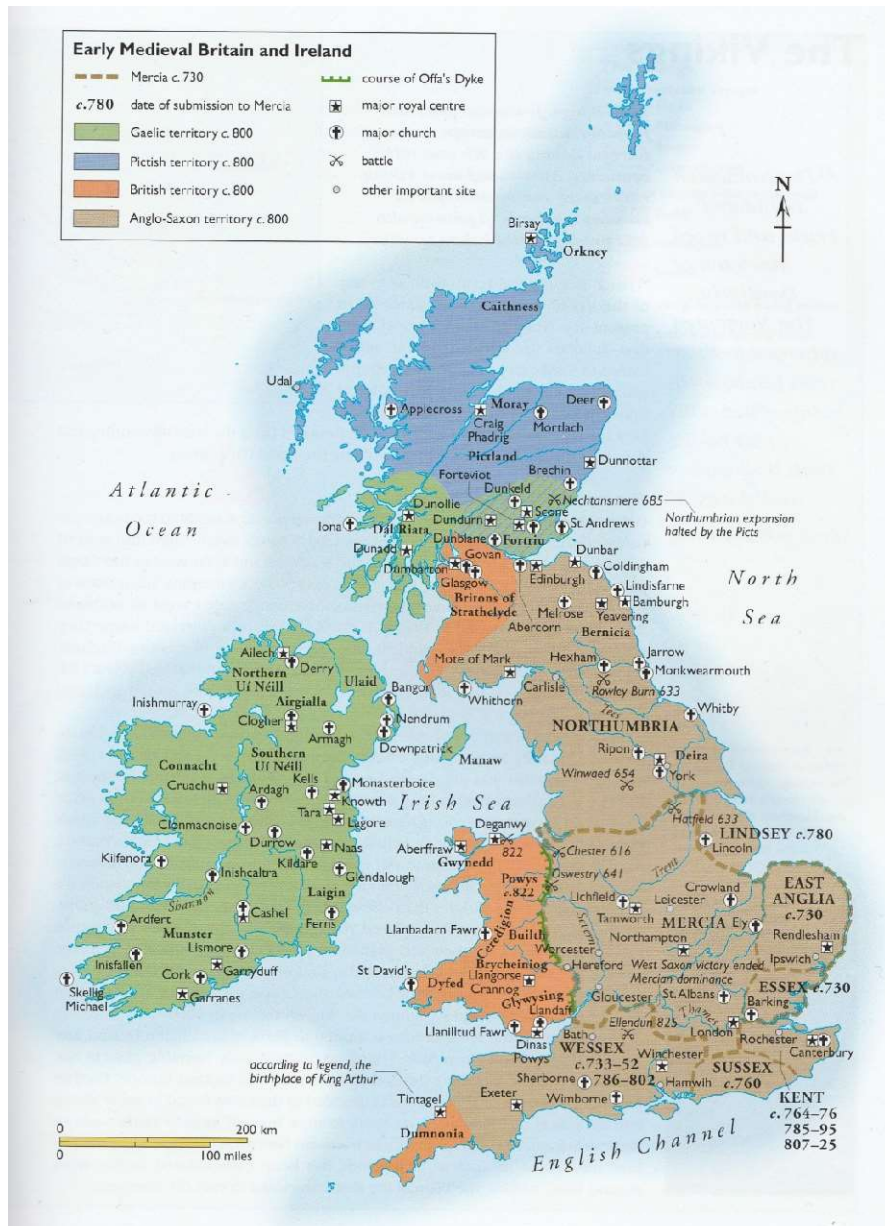 Early Medieval Britain and Ireland
Mercia c. 730
c.780 date of submission to Mercia
Gaelic territory c. 800
Pictish territory c. 800
British territory c. 800
Anglo-Saxon territory c. 800
course of Offa's Dyke
major royal centre
major church
battle
other important site
N
Birsay
Orkney
Caithness
Udal
Applecross
Moray
Deer
Craig
Phadrig
Mortlach
Pictland
Dunnottar
Brechin
Forteviot
Dunkeld
Atlantic
Ocean
Nechtansmere 685
Northumbrian expansion
halted by the Picts
Dunollie
Scone
Dundurn
Iona
Dál Riata
St. Andrews
Dunblane
Fortriu
Dunadd
Govan
Dunbar
Dumbarton
Glasgow
Edinburgh
Coldingham
Lindisfarne
Bamburgh
Britons of
Strathclyde
Melrose
Yeavering
Abercorn
Bernicia
North
Sea
Ailech
Derry
Northern
Uí Néill
Ulaid
Mote of Mark
Hexham
Jarrow
Monkwearmouth
Carlisle
Rowley Burn 633
Whithorn
Inishmurray
Airgialla
Bangor
Clogher
Nendrum
Armagh
Downpatrick
Tees
Whitby
NORTHUMBRIA
Manaw
Ripon
Deira
York
Winwaed 654
Connacht
Southern
Uí Néill
Cruachu
Kells
Monasterboice
Ardagh
Knowth
Tara
Lagore
Irish Sea
Clonmacnoise
Durrow
Naas
Kildare
Kilfenora
Inishcaltra
Glendalough
Laigin
Shannon
Ferns
Cashel
Ardfert
Munster
Lismore
Inisfallen
Garryduff
Cork
Skellig
Michael
Garranes
Hatfield 633
LINDSEY c.780
Lincoln
Deganwy
822
Aberffraw
Gwynedd
Chester 616
Powys
c.822
Oswestry 641
Trent
EAST
ANGLIA
c.730
Lichfield
Leicester
Crowland
Tamworth
MERCIA
Ely
Severn
Northampton
Rendlesham
Ipswich
Llanbadarn Fawr
Ceredigion
Builth
Worcester
Hereford
West Saxon victory ended
Mercian dominance
Brycheiniog
St David's
Dyfed
Llangorse
Crannog
Glywysing
Gloucester
St. Albans
ESSEX c.730
Barking
Llandaff
Thames
London
Llanilltud Fawr
Dinas
Powys
Bath
Ellendun 825
Rochester
Canterbury
WESSEX
c.733–52
786–802
Winchester
SUSSEX
c.760
Sherborne
Hamwih
Wimborne
KENT
c. 764–76
785–95
807–25
according to legend, the
birthplace of King Arthur
Tintagel
Exeter
Dumnonia
English Channel
0 200 km
0 100 miles